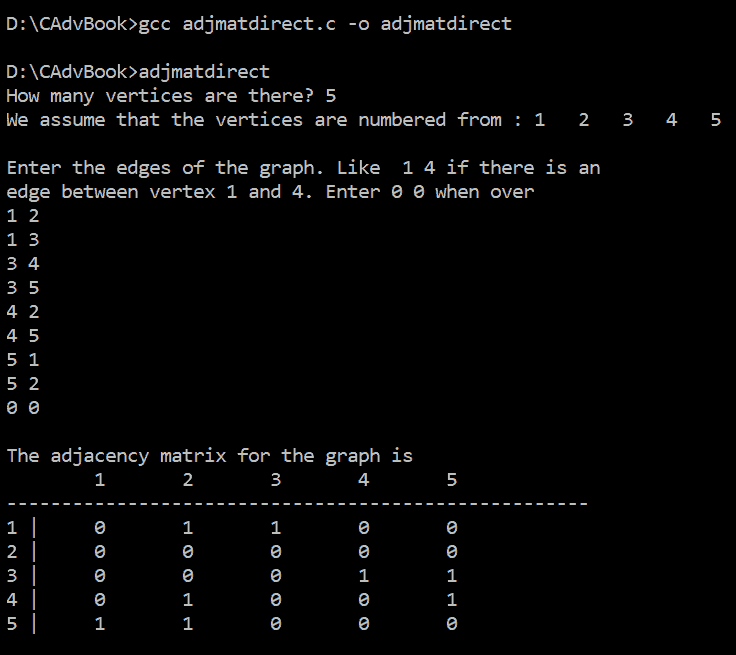 D:\CAdvBook>gcc adjmatdirect.c -o adjmatdirect
D:\CAdvBook>adjmatdirect
How many vertices are there? 5
We assume that the vertices are numbered from : 1   2   3   4   5
Enter the edges of the graph. Like  1 4 if there is an
edge between vertex 1 and 4. Enter 0 0 when over
1 2
1 3
3 4
3 5
4 2
4 5
5 1
5 2
0 0
The adjacency matrix for the graph is
        1       2       3       4       5
-----------------------------------------------------
1 |     0       1       1       0       0
2 |     0       0       0       0       0
3 |     0       0       0       1       1
4 |     0       1       0       0       1
5 |     1       1       0       0       0